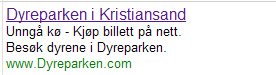 Dyreparken i Kristiansand
Unngå kø - Kjøp billett på nett.
Besøk dyrene i Dyreparken.
www.Dyreparken.com